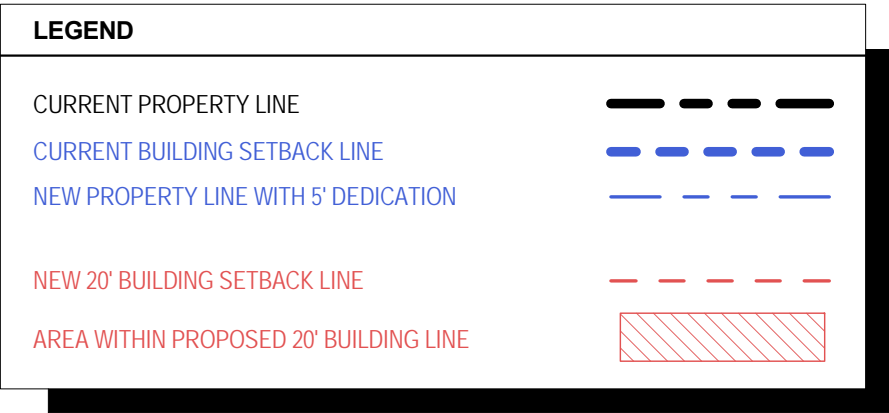 LEGEND
CURRENT PROPERTY LINE
CURRENT BUILDING SETBACK LINE
NEW PROPERTY LINE WITH 5' DEDICATION
NEW 20' BUILDING SETBACK LINE
AREA WITHIN PROPOSED 20' BUILDING LINE